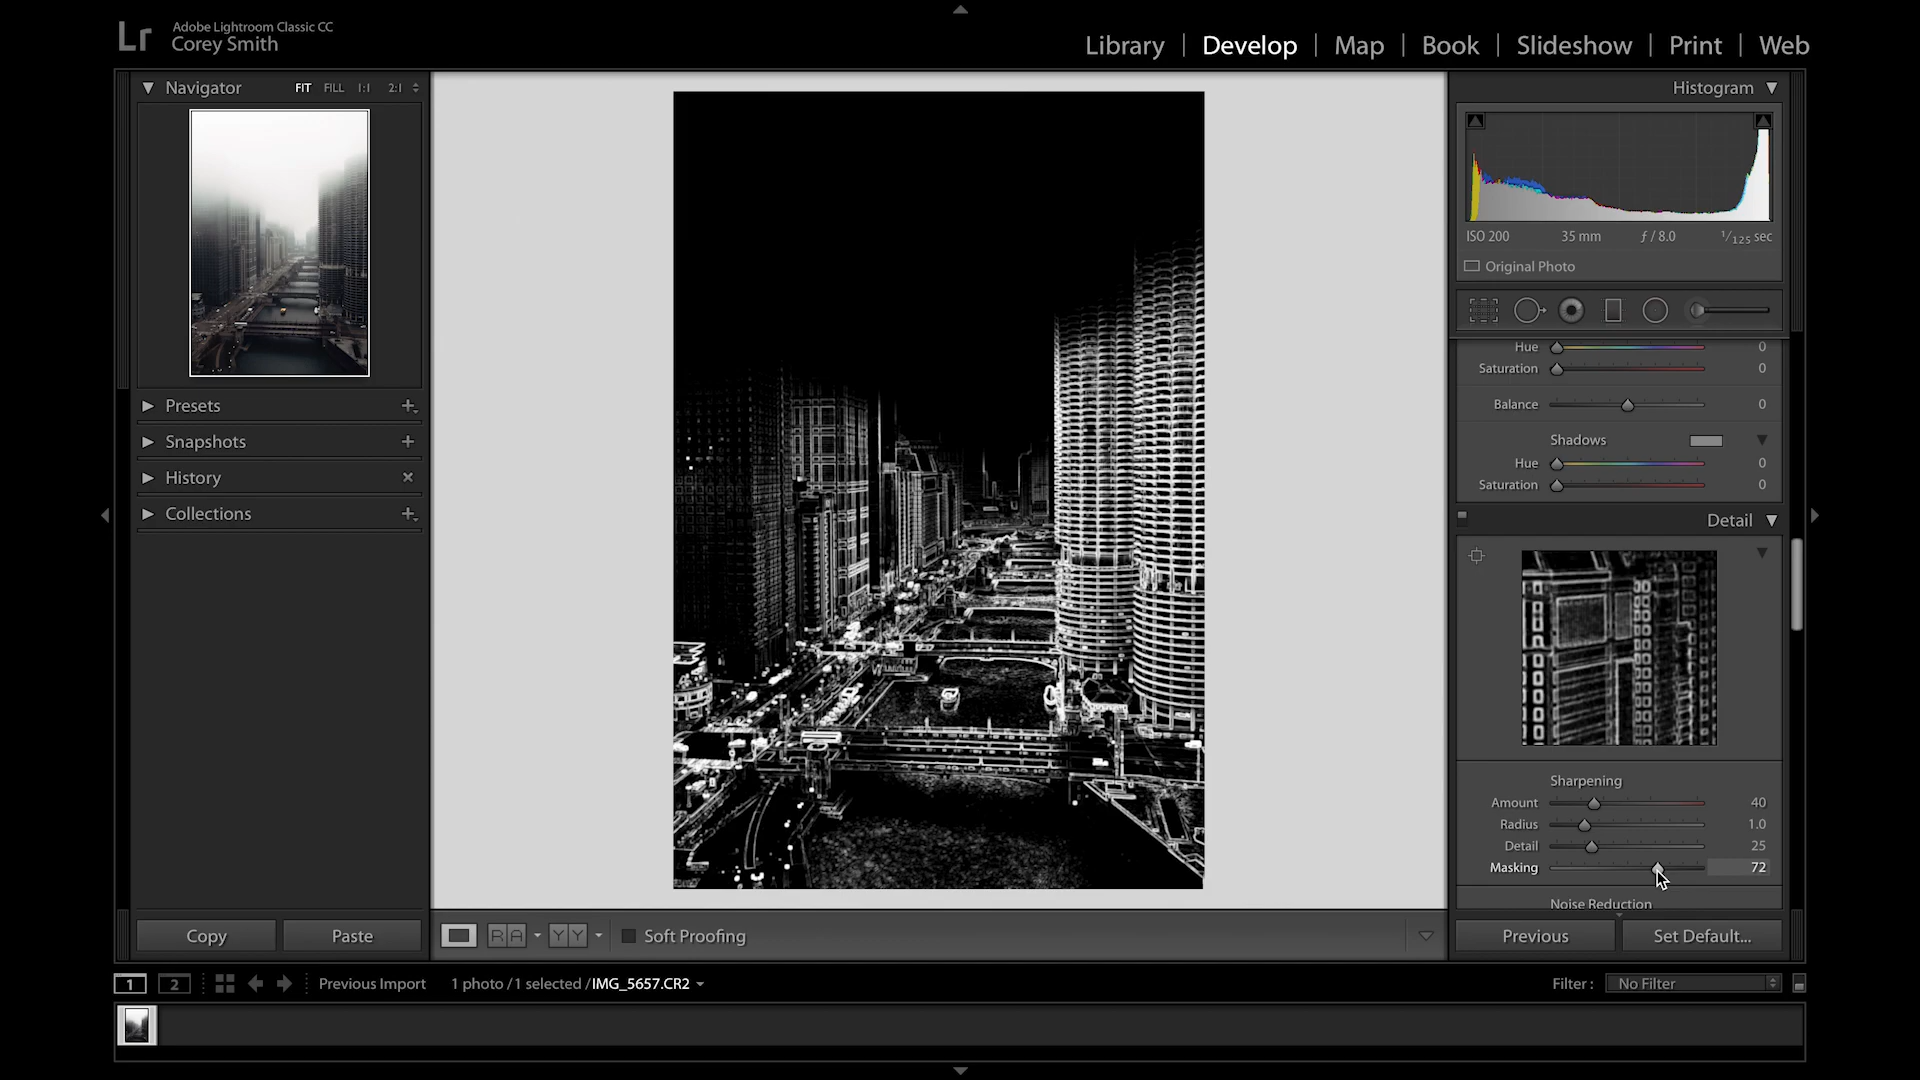 Lr
Adobe Lightroom Classic CC
Corey Smith
Library | Develop | Map | Book | Slideshow | Print | Web
Navigator FIT FILL 1:1 2:1
Presets
Snapshots
History
Collections
Copy Paste
Soft Proofing
Histogram
ISO 200 35 mm ƒ / 8.0 1/125 sec
Original Photo
Hue 0
Saturation 0
Balance 0
Shadows
Hue 0
Saturation 0
Detail
Sharpening
Amount 40
Radius 1.0
Detail 25
Masking 72
Noise Reduction
Previous Set Default...
1 2 Previous Import 1 photo / 1 selected / IMG_5657.CR2
Filter : No Filter